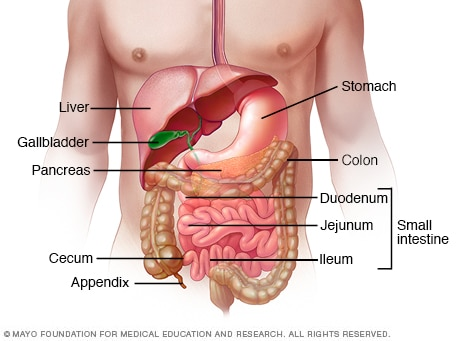 Stomach
Liver
Gallbladder
Colon
Pancreas
Duodenum
Jejunum
Small
intestine
Cecum
Ileum
Appendix
© MAYO FOUNDATION FOR MEDICAL EDUCATION AND RESEARCH. ALL RIGHTS RESERVED.